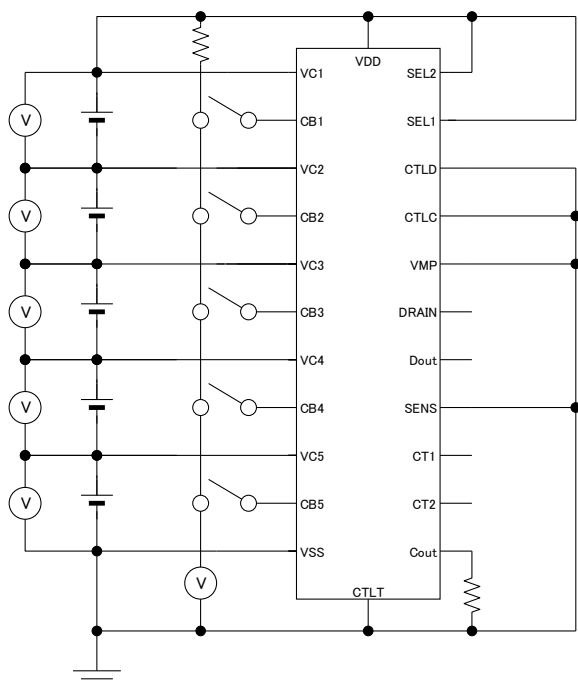 VDD
VC1 SEL2
V CB1 SEL1
VC2 CTLD
V CB2 CTLC
VC3 VMP
V CB3 DRAIN
VC4 Dout
V CB4 SENS
VC5 CT1
V CB5 CT2
VSS Cout
V
CTLT